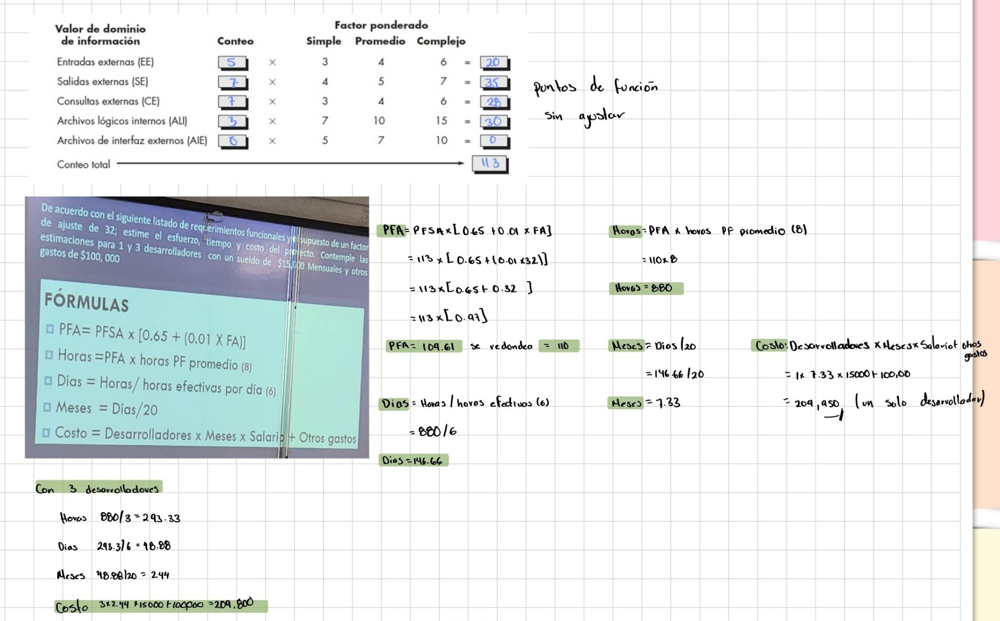 Factor ponderado
Valor de dominio
de información Conteo Simple Promedio Complejo
Entradas externas (EE) 5 × 3 4 6 = 20
Salidas externas (SE) 7 × 4 5 7 = 35
Consultas externas (CE) 7 × 3 4 6 = 28
Archivos lógicos internos (ALI) 3 × 7 10 15 = 30
Archivos de interfaz externos (AIE) 0 × 5 7 10 = 0
Conteo total 113
puntos de función
sin ajustar
De acuerdo con el siguiente listado de requerimientos funcionales y el supuesto de un factor
de ajuste de 32; estime el esfuerzo, tiempo y costo del proyecto. Contemple las
estimaciones para 1 y 3 desarrolladores con un sueldo de $15,000 Mensuales y otros
gastos de $100, 000
FÓRMULAS
PFA= PFSA x [0.65 + (0.01 X FA)]
Horas =PFA x horas PF promedio (8)
Días = Horas/ horas efectivas por día (6)
Meses = Días/20
Costo = Desarrolladores x Meses x Salario + Otros gastos
PFA= PFSA x [0.65 +0.01 x FA]
= 113 x [0.65+(0.01 x32)]
= 113x[0.65+ 0.32 ]
= 113 x [0.97]
PFA= 109.61 se redondea = 110
Dias = Horas / horas efectivas (6)
= 880/6
Dias = 146.66
Horas = PFA x horas PF promedio (8)
= 110x 8
Horas = 880
Meses = Dias /20
= 146.66 /20
Meses = 7.33
Costo: Desarrolladores x Meses x Salario+ otros
gastos
= 1x 7.33 x 15000+ 100,00
= 209,950 (un solo desarrollador)
Con 3 desarrolladores
Horas 880/3 = 293.33
Dias 293.3/6 = 48.88
Meses 48.88/20 = 2.44
Costo 3x2.44 x15000+100000 =209,800